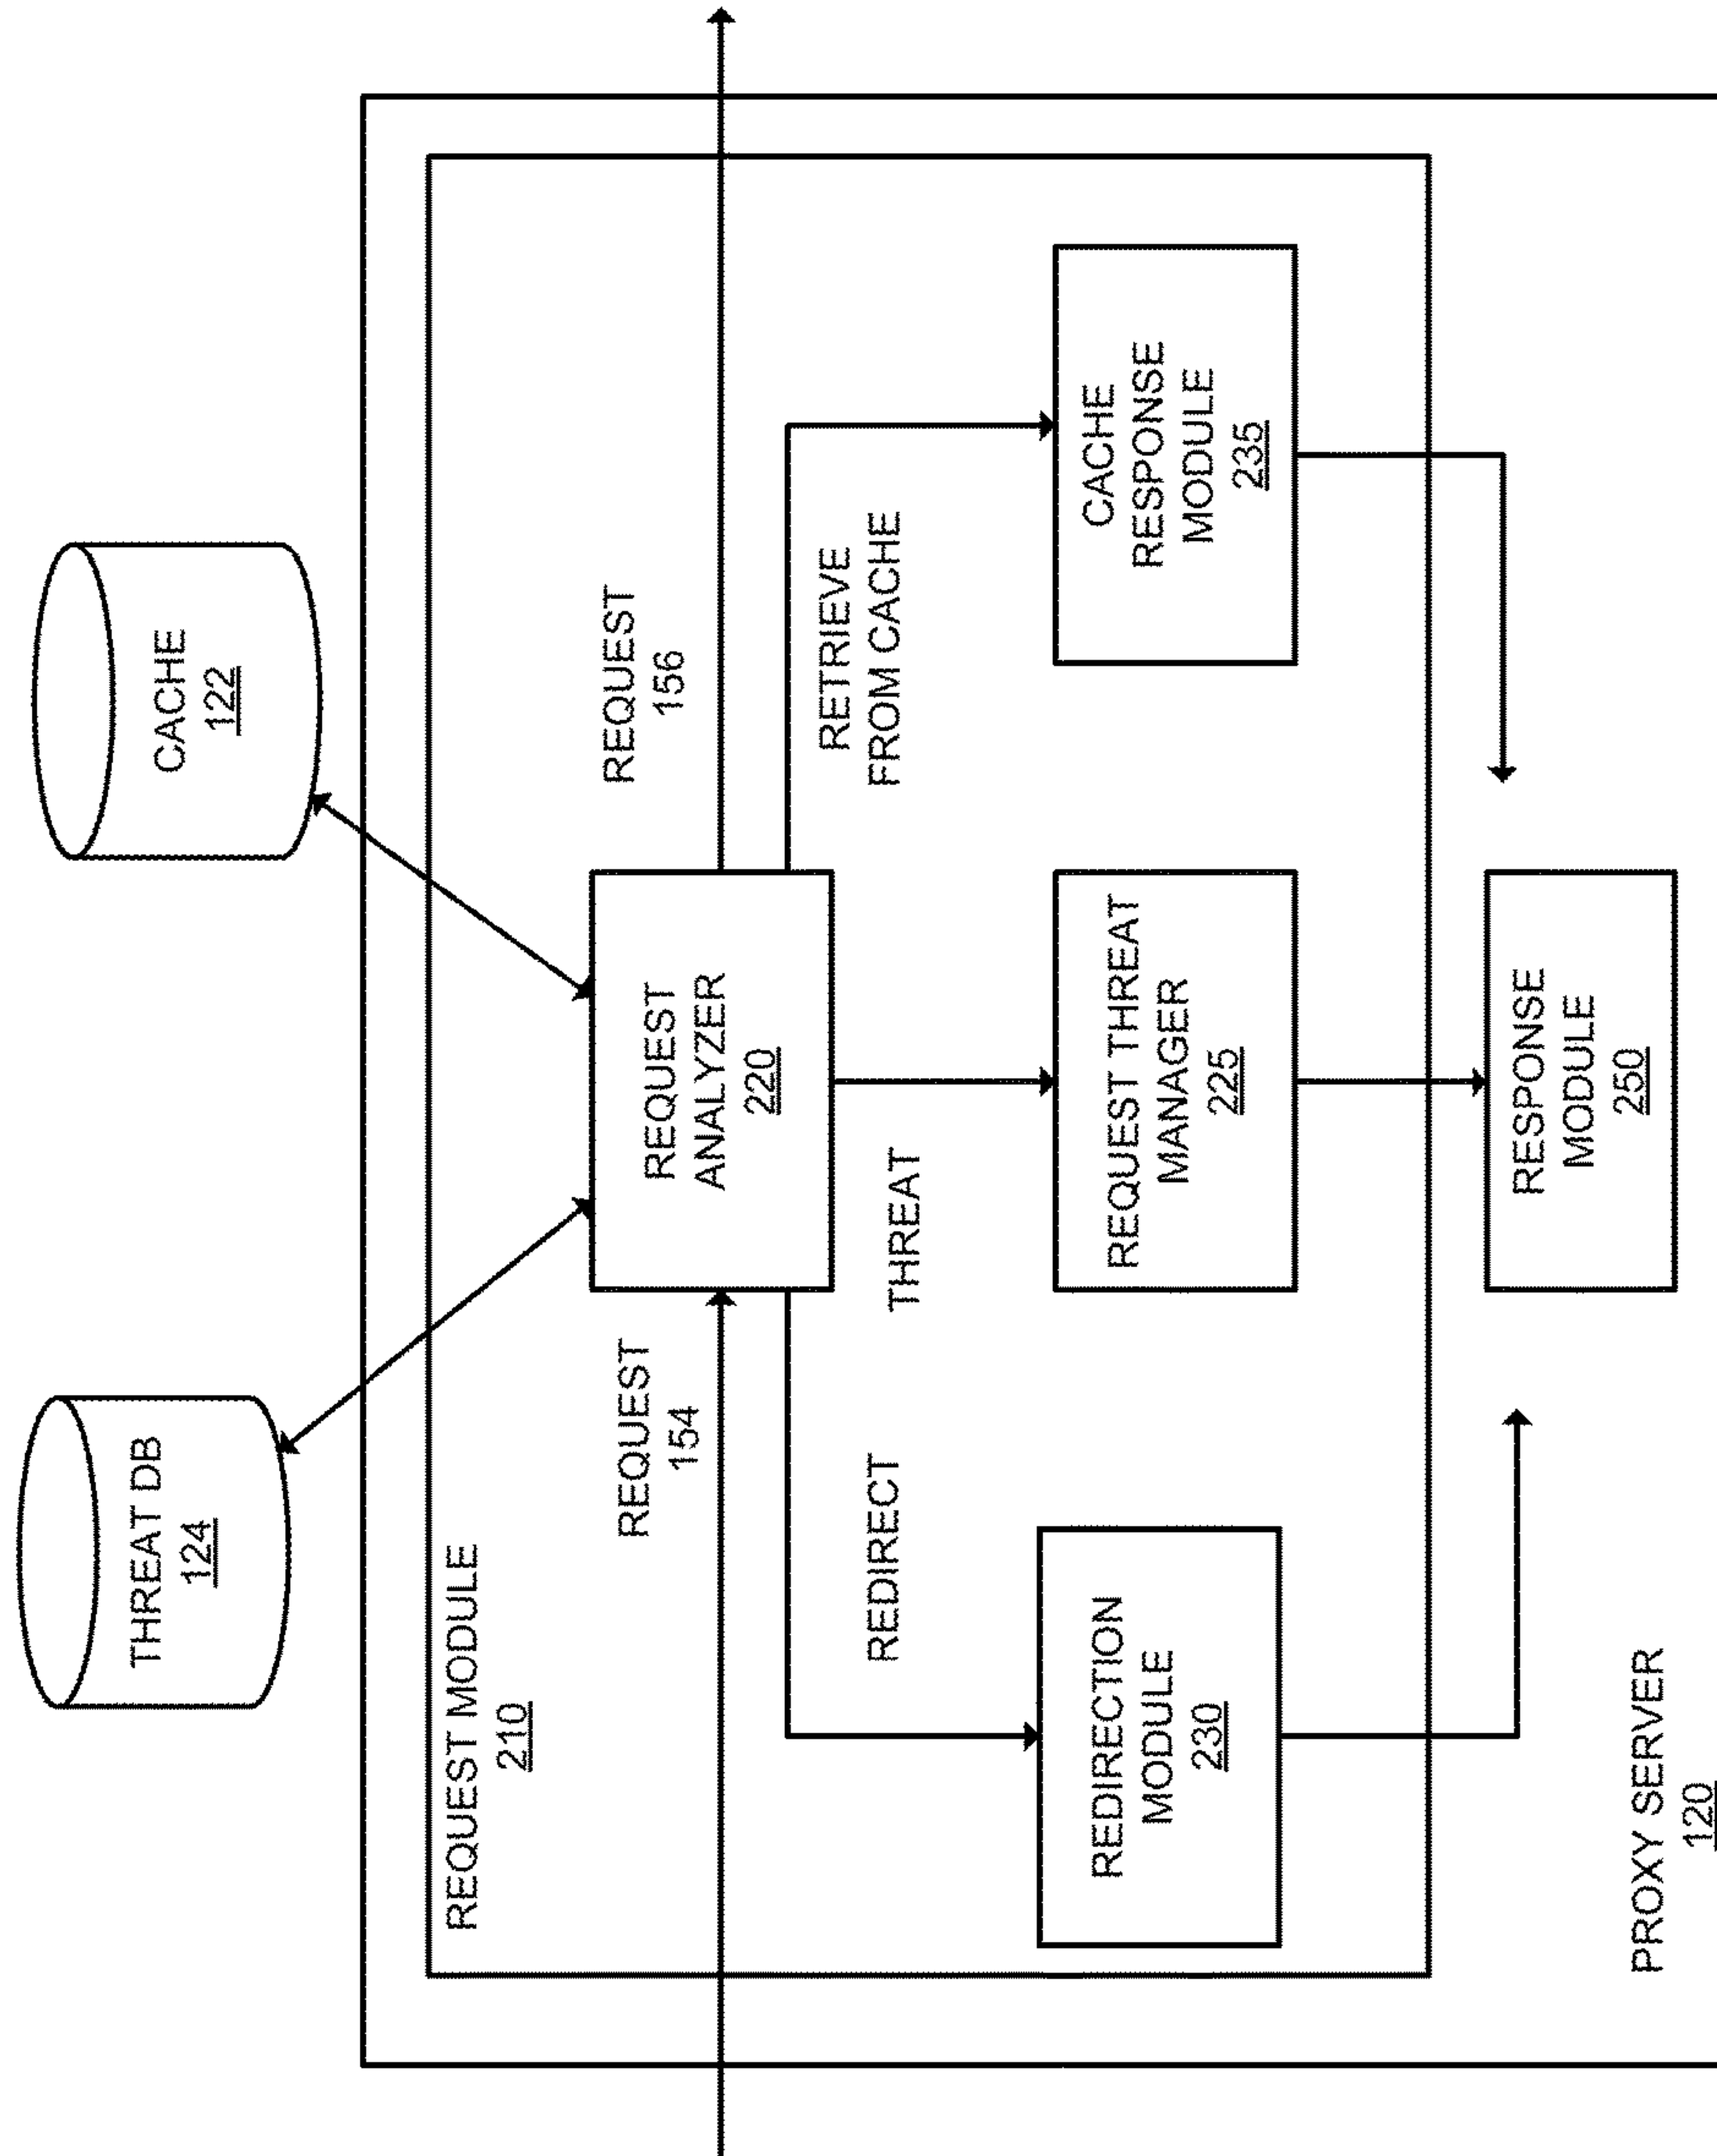 THREAT DB
124
CACHE
122
REQUEST MODULE
210
REQUEST
154
REQUEST
ANALYZER
220
REQUEST
156
REDIRECT
THREAT
RETRIEVE
FROM CACHE
REDIRECTION
MODULE
230
REQUEST THREAT
MANAGER
225
CACHE
RESPONSE
MODULE
235
RESPONSE
MODULE
250
PROXY SERVER
120